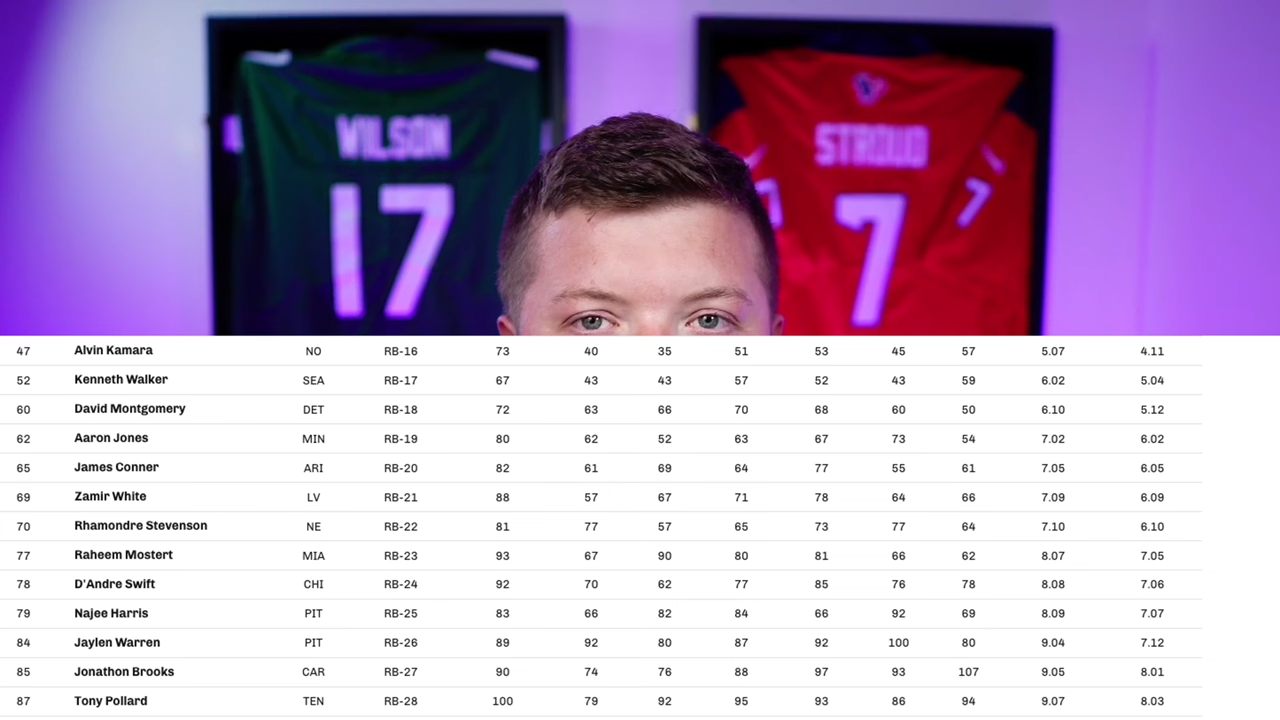 WILSON
17
STROUD
7
7
47 Alvin Kamara NO RB-16 73 40 35 51 53 45 57 5.07 4.11
52 Kenneth Walker SEA RB-17 67 43 43 57 52 43 59 6.02 5.04
60 David Montgomery DET RB-18 72 63 66 70 68 60 50 6.10 5.12
62 Aaron Jones MIN RB-19 80 62 52 63 67 73 54 7.02 6.02
65 James Conner ARI RB-20 82 61 69 64 77 55 61 7.05 6.05
69 Zamir White LV RB-21 88 57 67 71 78 64 66 7.09 6.09
70 Rhamondre Stevenson NE RB-22 81 77 57 65 73 77 64 7.10 6.10
77 Raheem Mostert MIA RB-23 93 67 90 80 81 66 62 8.07 7.05
78 D'Andre Swift CHI RB-24 92 70 62 77 85 76 78 8.08 7.06
79 Najee Harris PIT RB-25 83 66 82 84 66 92 69 8.09 7.07
84 Jaylen Warren PIT RB-26 89 92 80 87 92 100 80 9.04 7.12
85 Jonathon Brooks CAR RB-27 90 74 76 88 97 93 107 9.05 8.01
87 Tony Pollard TEN RB-28 100 79 92 95 93 86 94 9.07 8.03